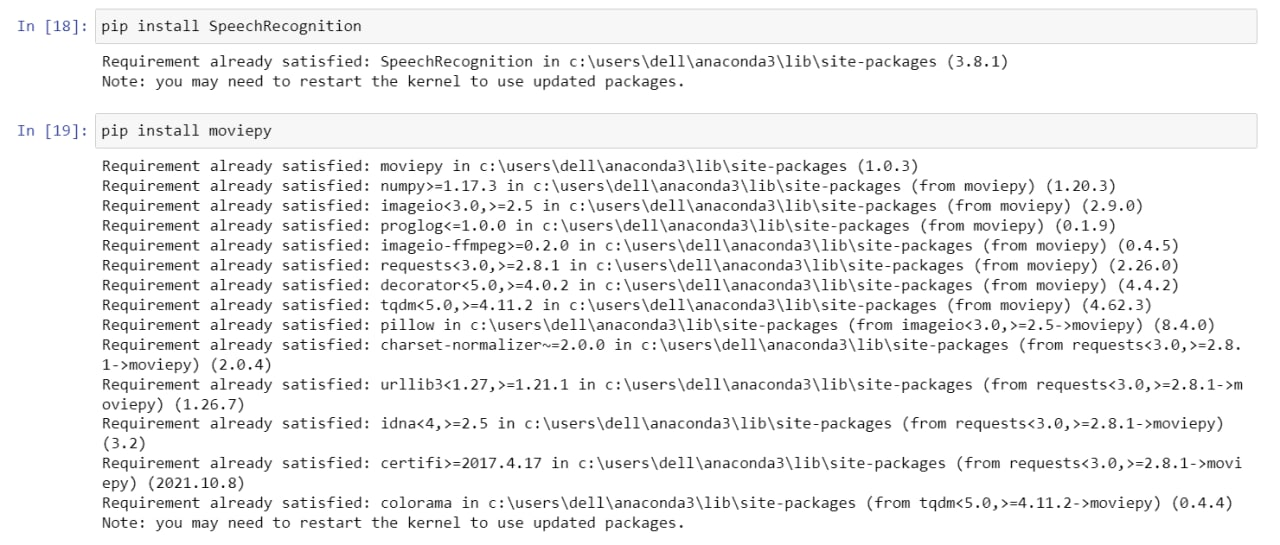 In [18]: pip install SpeechRecognition
Requirement already satisfied: SpeechRecognition in c:\users\dell\anaconda3\lib\site-packages (3.8.1)
Note: you may need to restart the kernel to use updated packages.
In [19]: pip install moviepy
Requirement already satisfied: moviepy in c:\users\dell\anaconda3\lib\site-packages (1.0.3)
Requirement already satisfied: numpy>=1.17.3 in c:\users\dell\anaconda3\lib\site-packages (from moviepy) (1.20.3)
Requirement already satisfied: imageio<3.0,>=2.5 in c:\users\dell\anaconda3\lib\site-packages (from moviepy) (2.9.0)
Requirement already satisfied: proglog<=1.0.0 in c:\users\dell\anaconda3\lib\site-packages (from moviepy) (0.1.9)
Requirement already satisfied: imageio-ffmpeg>=0.2.0 in c:\users\dell\anaconda3\lib\site-packages (from moviepy) (0.4.5)
Requirement already satisfied: requests<3.0,>=2.8.1 in c:\users\dell\anaconda3\lib\site-packages (from moviepy) (2.26.0)
Requirement already satisfied: decorator<5.0,>=4.0.2 in c:\users\dell\anaconda3\lib\site-packages (from moviepy) (4.4.2)
Requirement already satisfied: tqdm<5.0,>=4.11.2 in c:\users\dell\anaconda3\lib\site-packages (from moviepy) (4.62.3)
Requirement already satisfied: pillow in c:\users\dell\anaconda3\lib\site-packages (from imageio<3.0,>=2.5->moviepy) (8.4.0)
Requirement already satisfied: charset-normalizer~=2.0.0 in c:\users\dell\anaconda3\lib\site-packages (from requests<3.0,>=2.8.
1->moviepy) (2.0.4)
Requirement already satisfied: urllib3<1.27,>=1.21.1 in c:\users\dell\anaconda3\lib\site-packages (from requests<3.0,>=2.8.1->m
oviepy) (1.26.7)
Requirement already satisfied: idna<4,>=2.5 in c:\users\dell\anaconda3\lib\site-packages (from requests<3.0,>=2.8.1->moviepy)
(3.2)
Requirement already satisfied: certifi>=2017.4.17 in c:\users\dell\anaconda3\lib\site-packages (from requests<3.0,>=2.8.1->movi
epy) (2021.10.8)
Requirement already satisfied: colorama in c:\users\dell\anaconda3\lib\site-packages (from tqdm<5.0,>=4.11.2->moviepy) (0.4.4)
Note: you may need to restart the kernel to use updated packages.